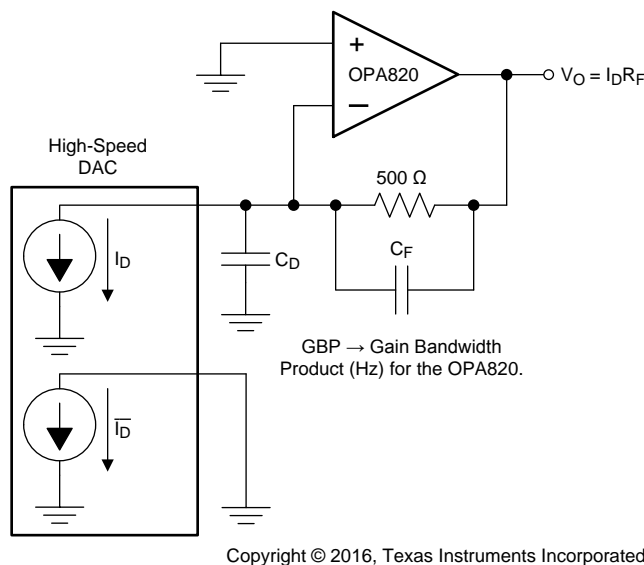 +
OPA820
−
V_O = I_DR_F
High-Speed
DAC
500 Ω
I_D
C_D
C_F
GBP → Gain Bandwidth
Product (Hz) for the OPA820.
I̅_D̅
Copyright © 2016, Texas Instruments Incorporated